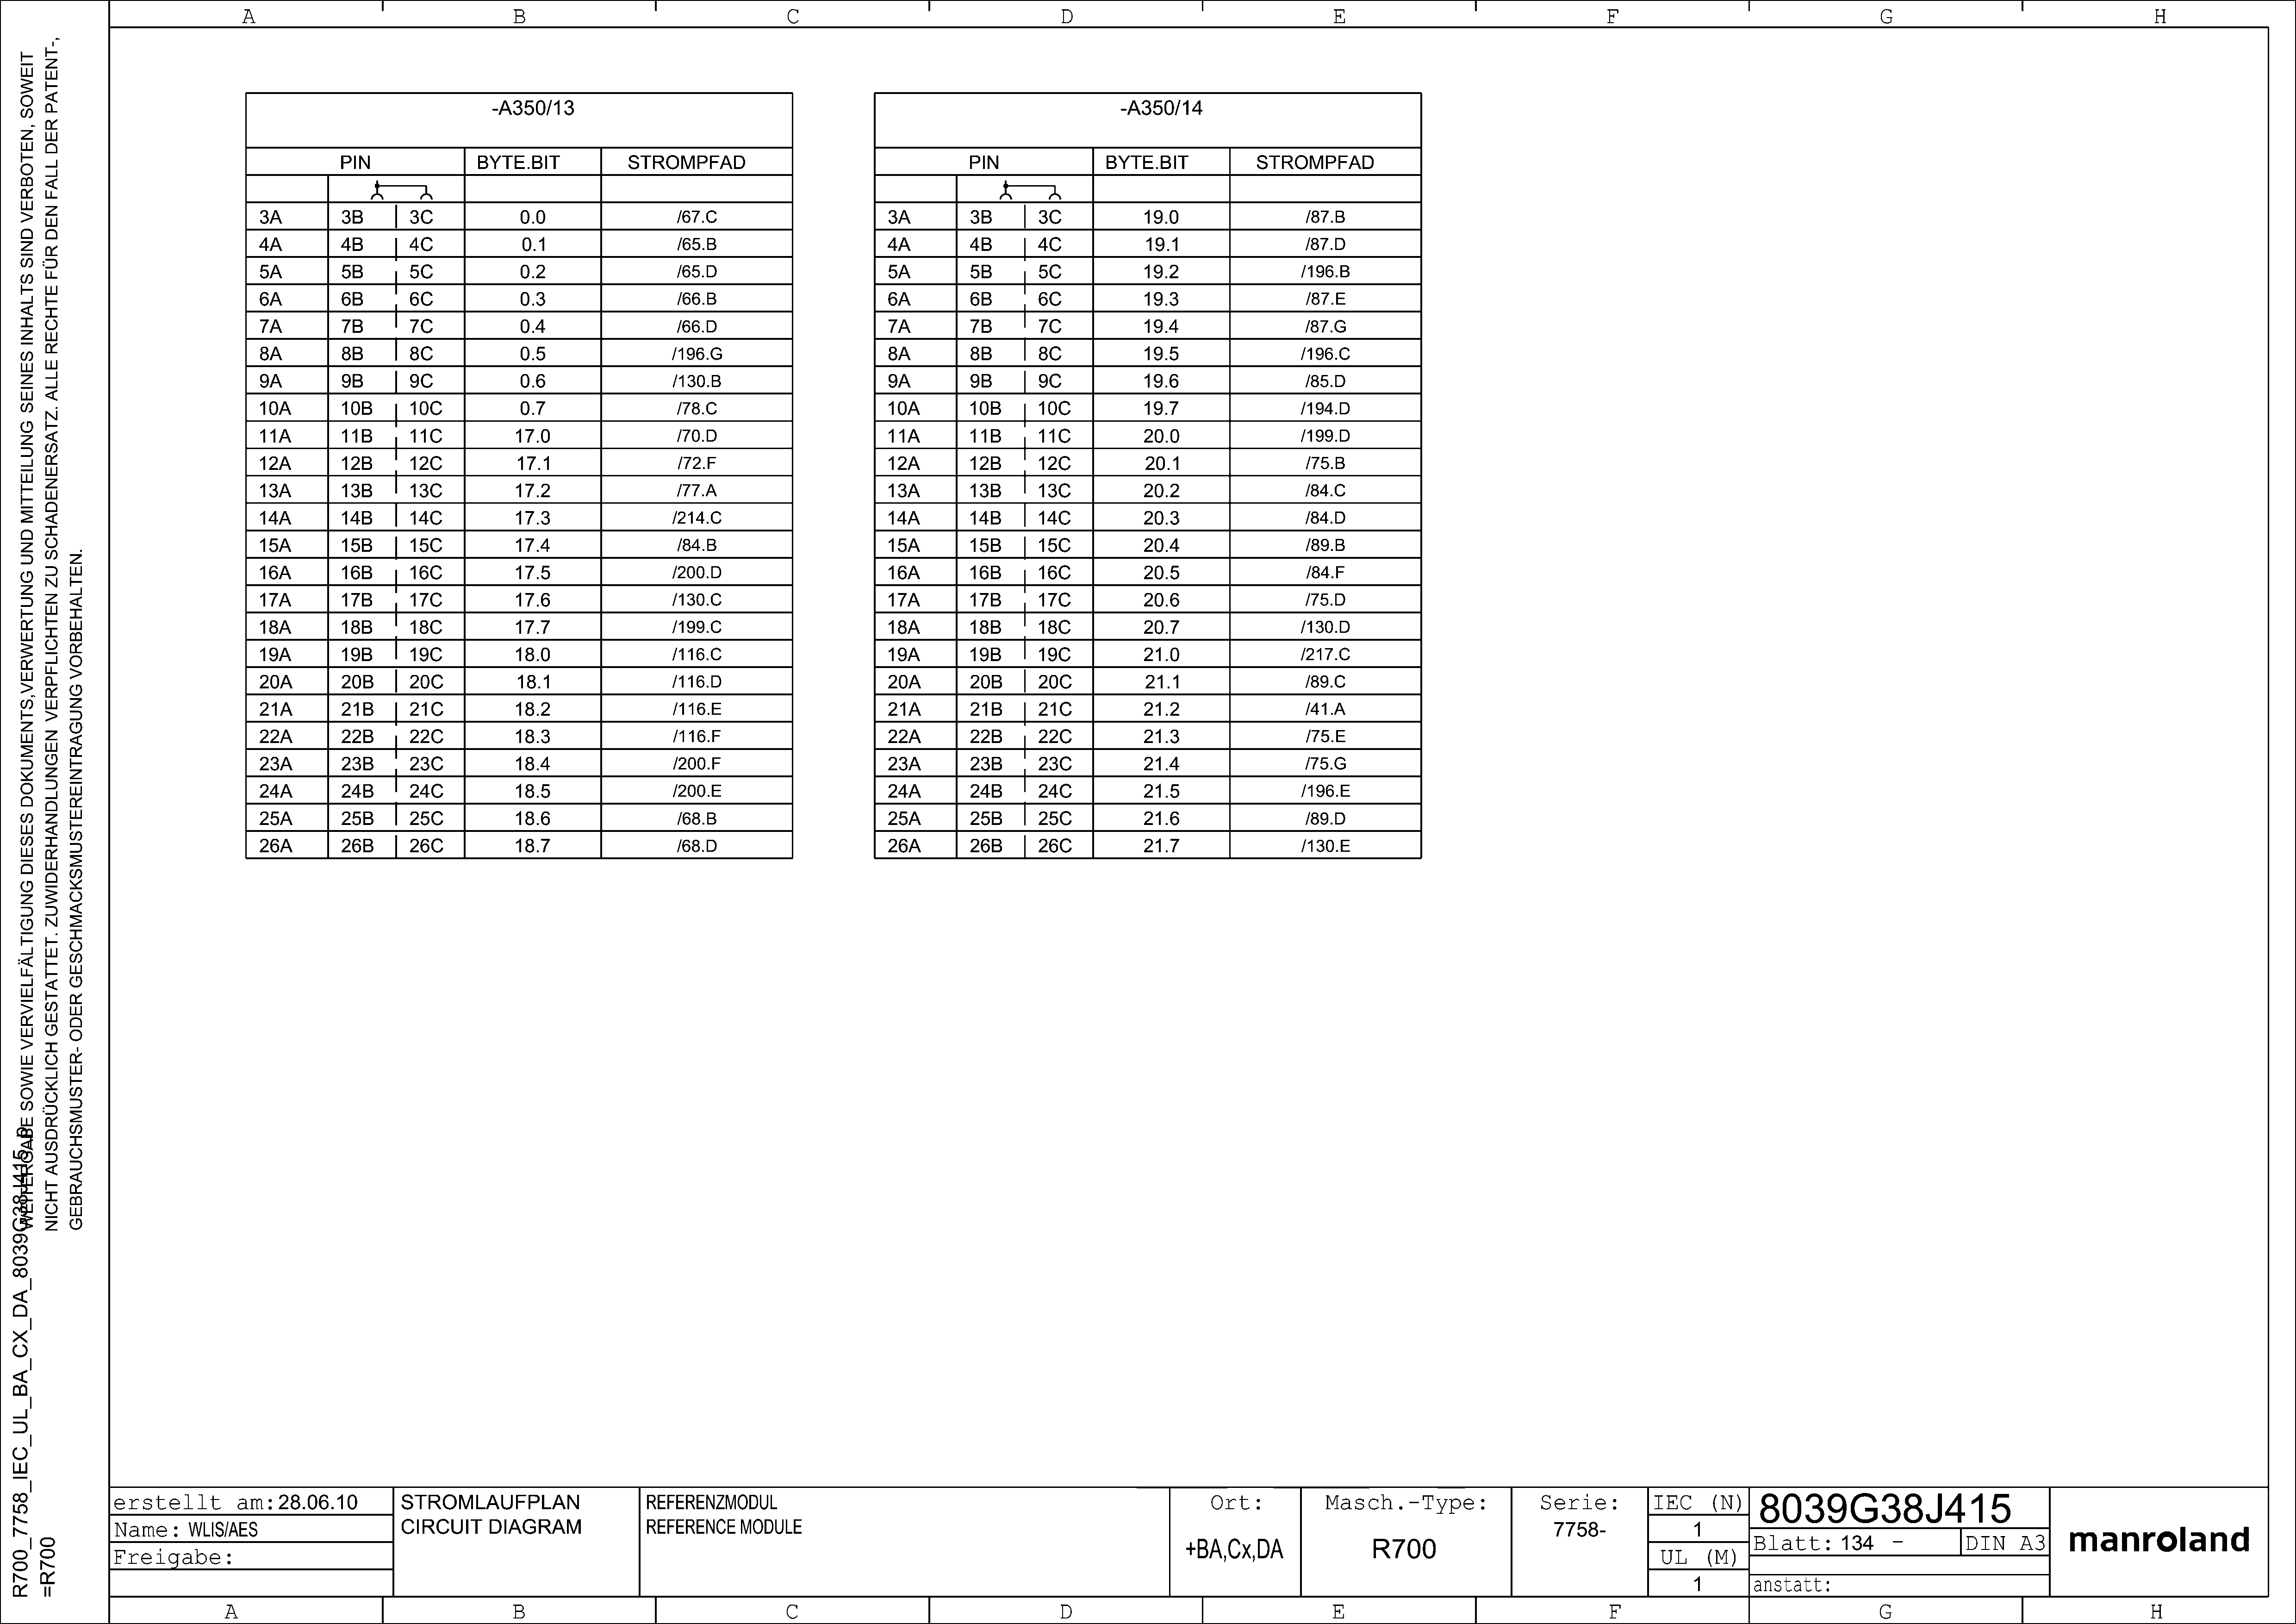 A B C D E F G H
-A350/13
PIN BYTE.BIT STROMPFAD
3A 3B 3C 0.0 /67.C
4A 4B 4C 0.1 /65.B
5A 5B 5C 0.2 /65.D
6A 6B 6C 0.3 /66.B
7A 7B 7C 0.4 /66.D
8A 8B 8C 0.5 /196.G
9A 9B 9C 0.6 /130.B
10A 10B 10C 0.7 /78.C
11A 11B 11C 17.0 /70.D
12A 12B 12C 17.1 /72.F
13A 13B 13C 17.2 /77.A
14A 14B 14C 17.3 /214.C
15A 15B 15C 17.4 /84.B
16A 16B 16C 17.5 /200.D
17A 17B 17C 17.6 /130.C
18A 18B 18C 17.7 /199.C
19A 19B 19C 18.0 /116.C
20A 20B 20C 18.1 /116.D
21A 21B 21C 18.2 /116.E
22A 22B 22C 18.3 /116.F
23A 23B 23C 18.4 /200.F
24A 24B 24C 18.5 /200.E
25A 25B 25C 18.6 /68.B
26A 26B 26C 18.7 /68.D
-A350/14
PIN BYTE.BIT STROMPFAD
3A 3B 3C 19.0 /87.B
4A 4B 4C 19.1 /87.D
5A 5B 5C 19.2 /196.B
6A 6B 6C 19.3 /87.E
7A 7B 7C 19.4 /87.G
8A 8B 8C 19.5 /196.C
9A 9B 9C 19.6 /85.D
10A 10B 10C 19.7 /194.D
11A 11B 11C 20.0 /199.D
12A 12B 12C 20.1 /75.B
13A 13B 13C 20.2 /84.C
14A 14B 14C 20.3 /84.D
15A 15B 15C 20.4 /89.B
16A 16B 16C 20.5 /84.F
17A 17B 17C 20.6 /75.D
18A 18B 18C 20.7 /130.D
19A 19B 19C 21.0 /217.C
20A 20B 20C 21.1 /89.C
21A 21B 21C 21.2 /41.A
22A 22B 22C 21.3 /75.E
23A 23B 23C 21.4 /75.G
24A 24B 24C 21.5 /196.E
25A 25B 25C 21.6 /89.D
26A 26B 26C 21.7 /130.E
WEITERGABE SOWIE VERVIELFÄLTIGUNG DIESES DOKUMENTS,VERWERTUNG UND MITTEILUNG SEINES INHALTS SIND VERBOTEN, SOWEIT
NICHT AUSDRÜCKLICH GESTATTET. ZUWIDERHANDLUNGEN VERPFLICHTEN ZU SCHADENERSATZ. ALLE RECHTE FÜR DEN FALL DER PATENT-,
GEBRAUCHSMUSTER- ODER GESCHMACKSMUSTEREINTRAGUNG VORBEHALTEN.
R700_7758_IEC_UL_BA_CX_DA_8039G38J415_D
=R700
erstellt am: 28.06.10
Name: WLIS/AES
Freigabe:
STROMLAUFPLAN
CIRCUIT DIAGRAM
REFERENZMODUL
REFERENCE MODULE
Ort:
+BA,Cx,DA
Masch.-Type:
R700
Serie:
7758-
IEC (N)
1
UL (M)
1
8039G38J415
Blatt: 134 - DIN A3
anstatt:
manroland
A B C D E F G H